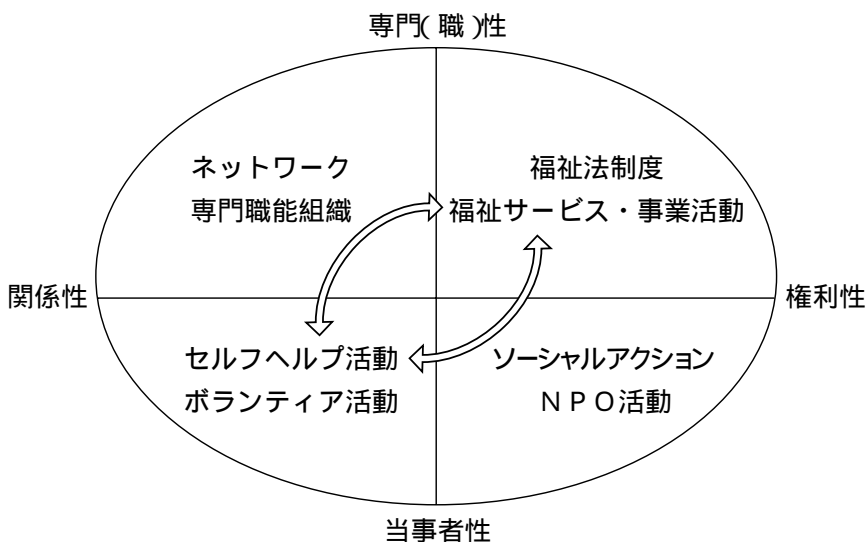 専門(職)性
ネットワーク
専門職能組織
福祉法制度
福祉サービス・事業活動
関係性
権利性
セルフヘルプ活動
ボランティア活動
ソーシャルアクション
ＮＰＯ活動
当事者性